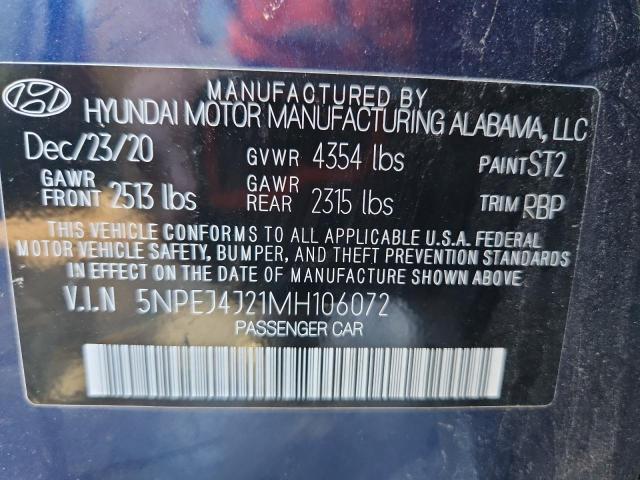 MANUFACTURED BY
HYUNDAI MOTOR MANUFACTURING ALABAMA, LLC
Dec/23/20 GVWR 4354 lbs PAINT ST2
GAWR FRONT 2513 lbs GAWR REAR 2315 lbs TRIM RBP
THIS VEHICLE CONFORMS TO ALL APPLICABLE U.S.A. FEDERAL
MOTOR VEHICLE SAFETY, BUMPER, AND THEFT PREVENTION STANDARDS
IN EFFECT ON THE DATE OF MANUFACTURE SHOWN ABOVE.
V.I.N 5NPEJ4J21MH106072
PASSENGER CAR